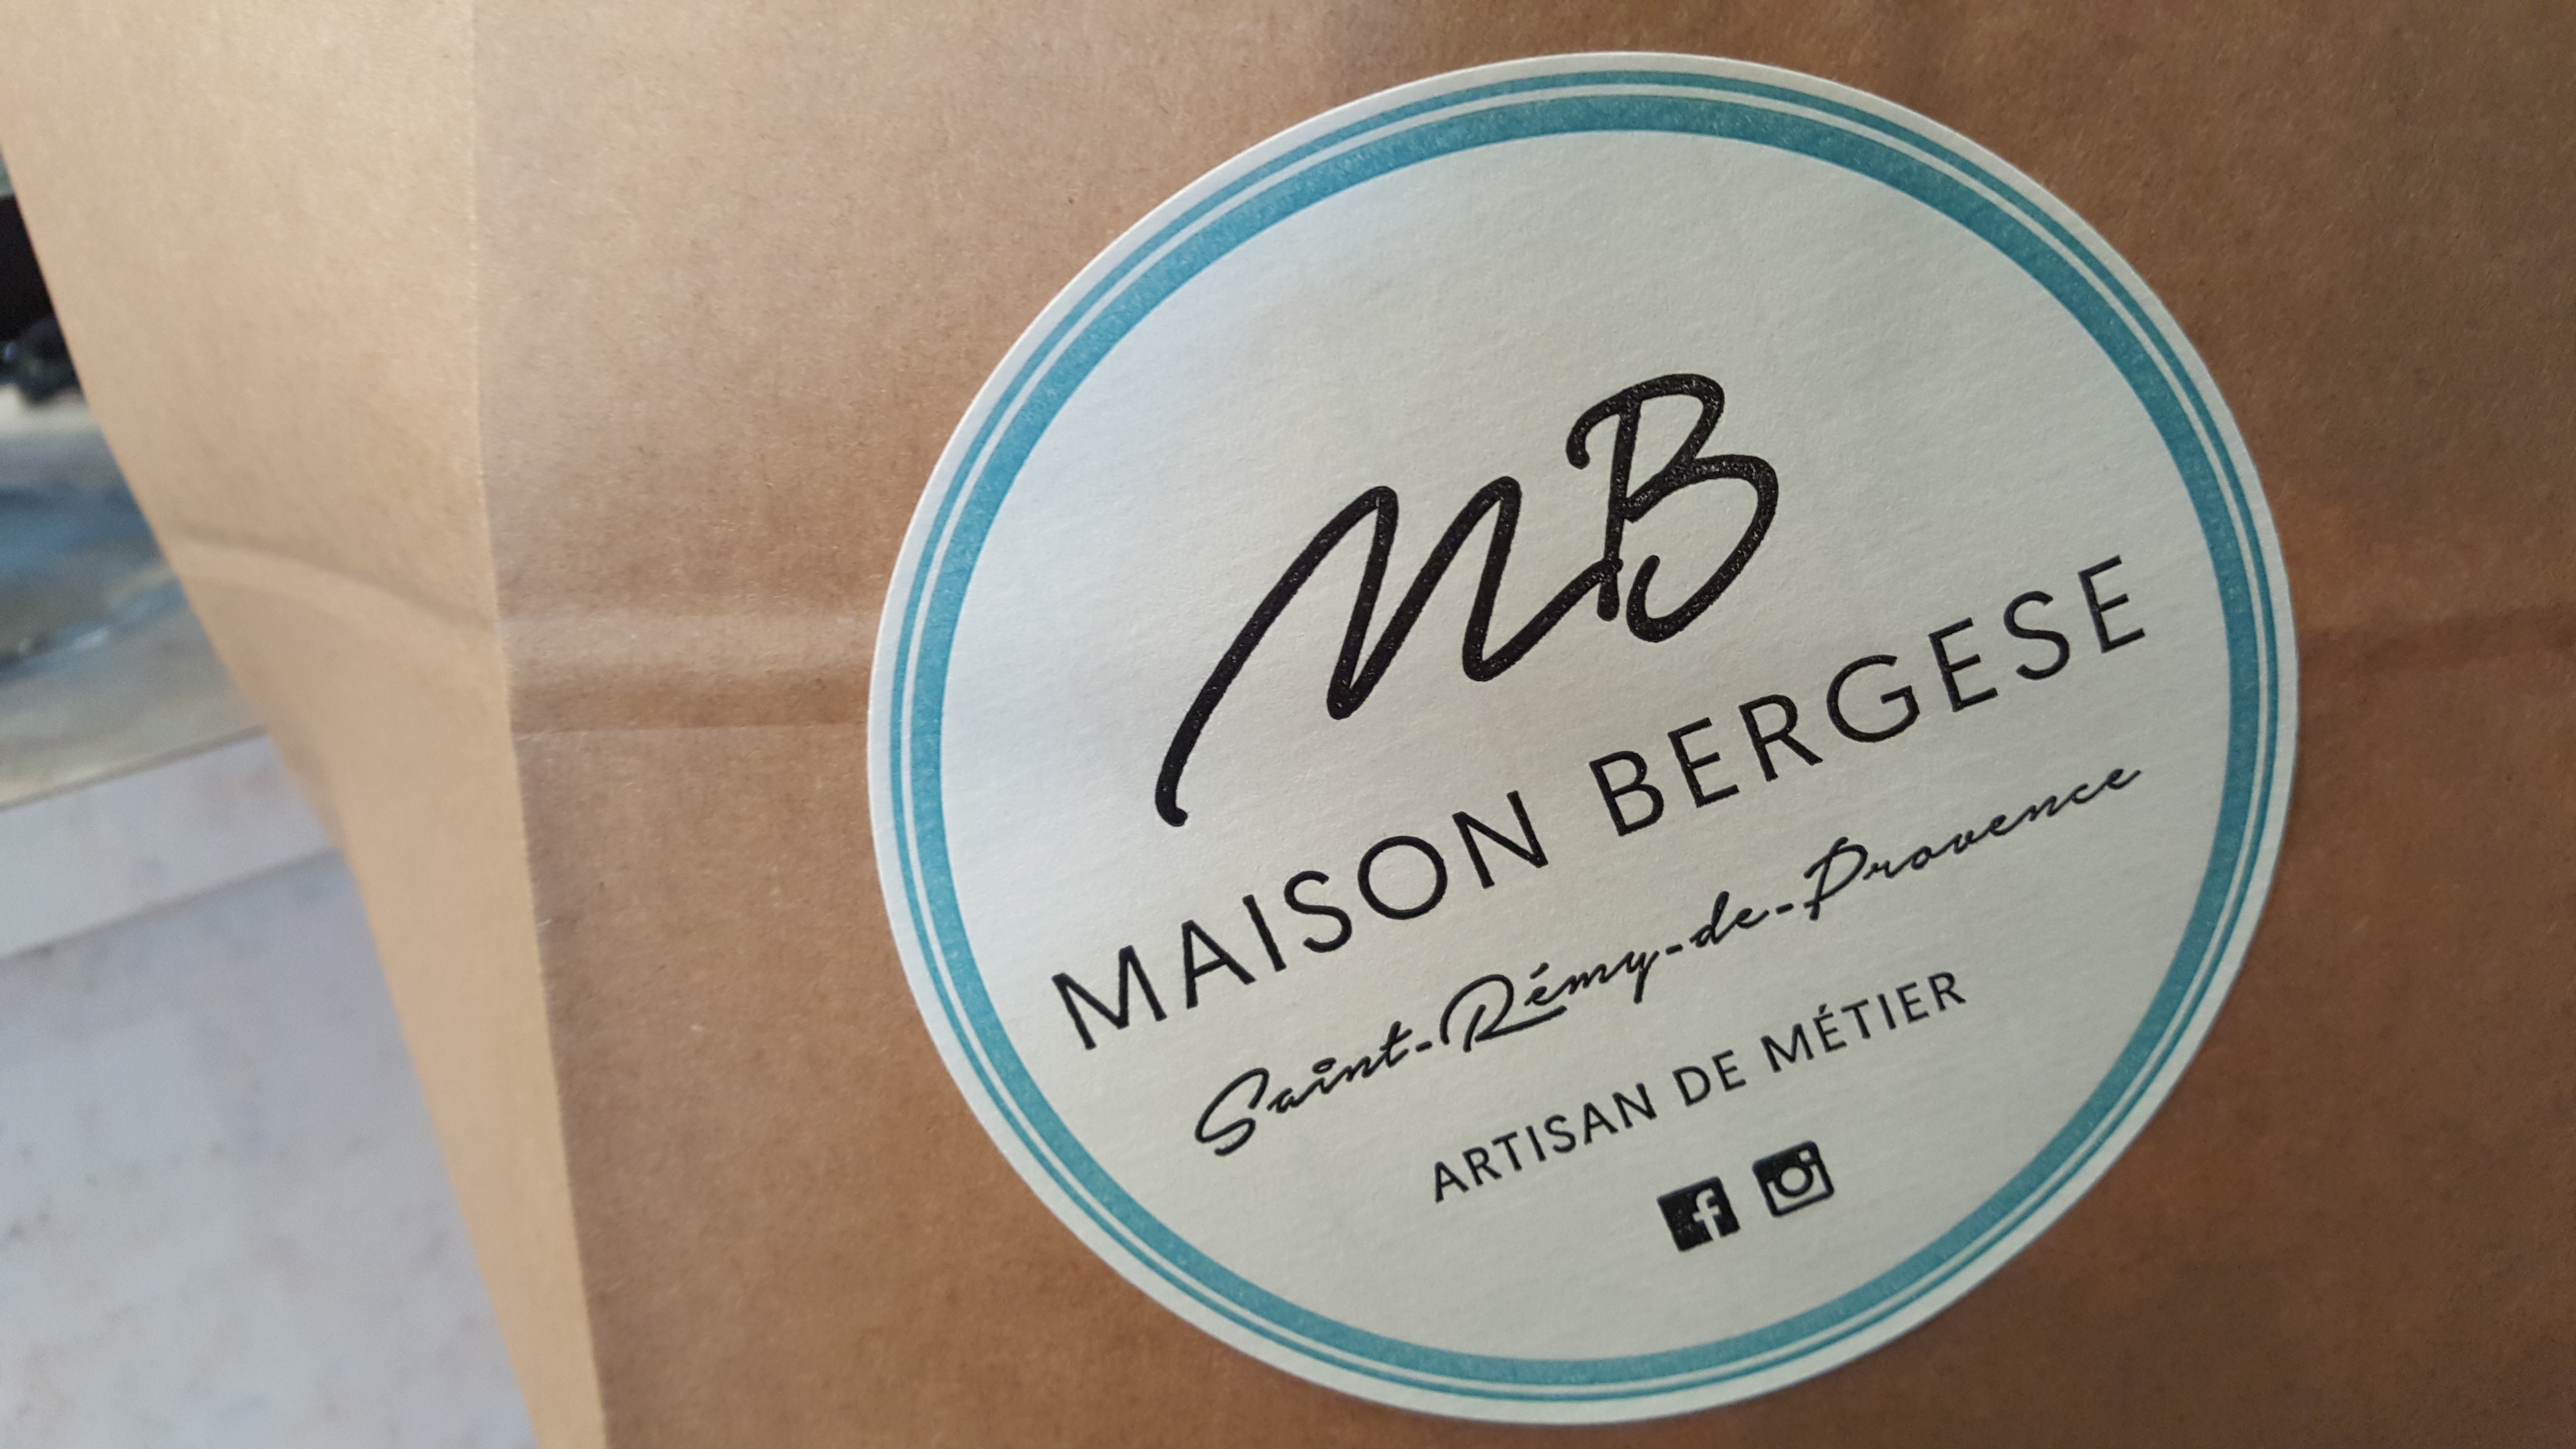 MB
MAISON BERGESE
Saint-Rémy-de-Provence
ARTISAN DE MÉTIER